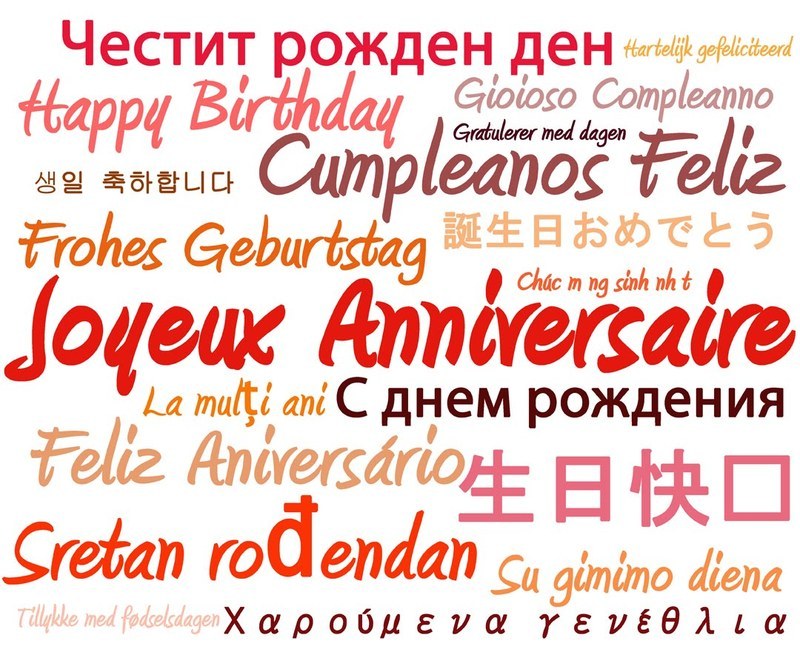 Честит рожден ден
Hartelijk gefeliciteerd
Happy Birthday
Gioioso Compleanno
Gratulerer med dagen
Cumpleanos Feliz
생일 축하합니다
Frohes Geburtstag
誕生日おめでとう
Chúc m ng sinh nh t
Joyeux Anniversaire
La mulţi ani
С днем рождения
Feliz Aniversário
生日快□
Sretan rođendan
Su gimimo diena
Tillykke med fødselsdagen
Χαρούμενα γενέθλια